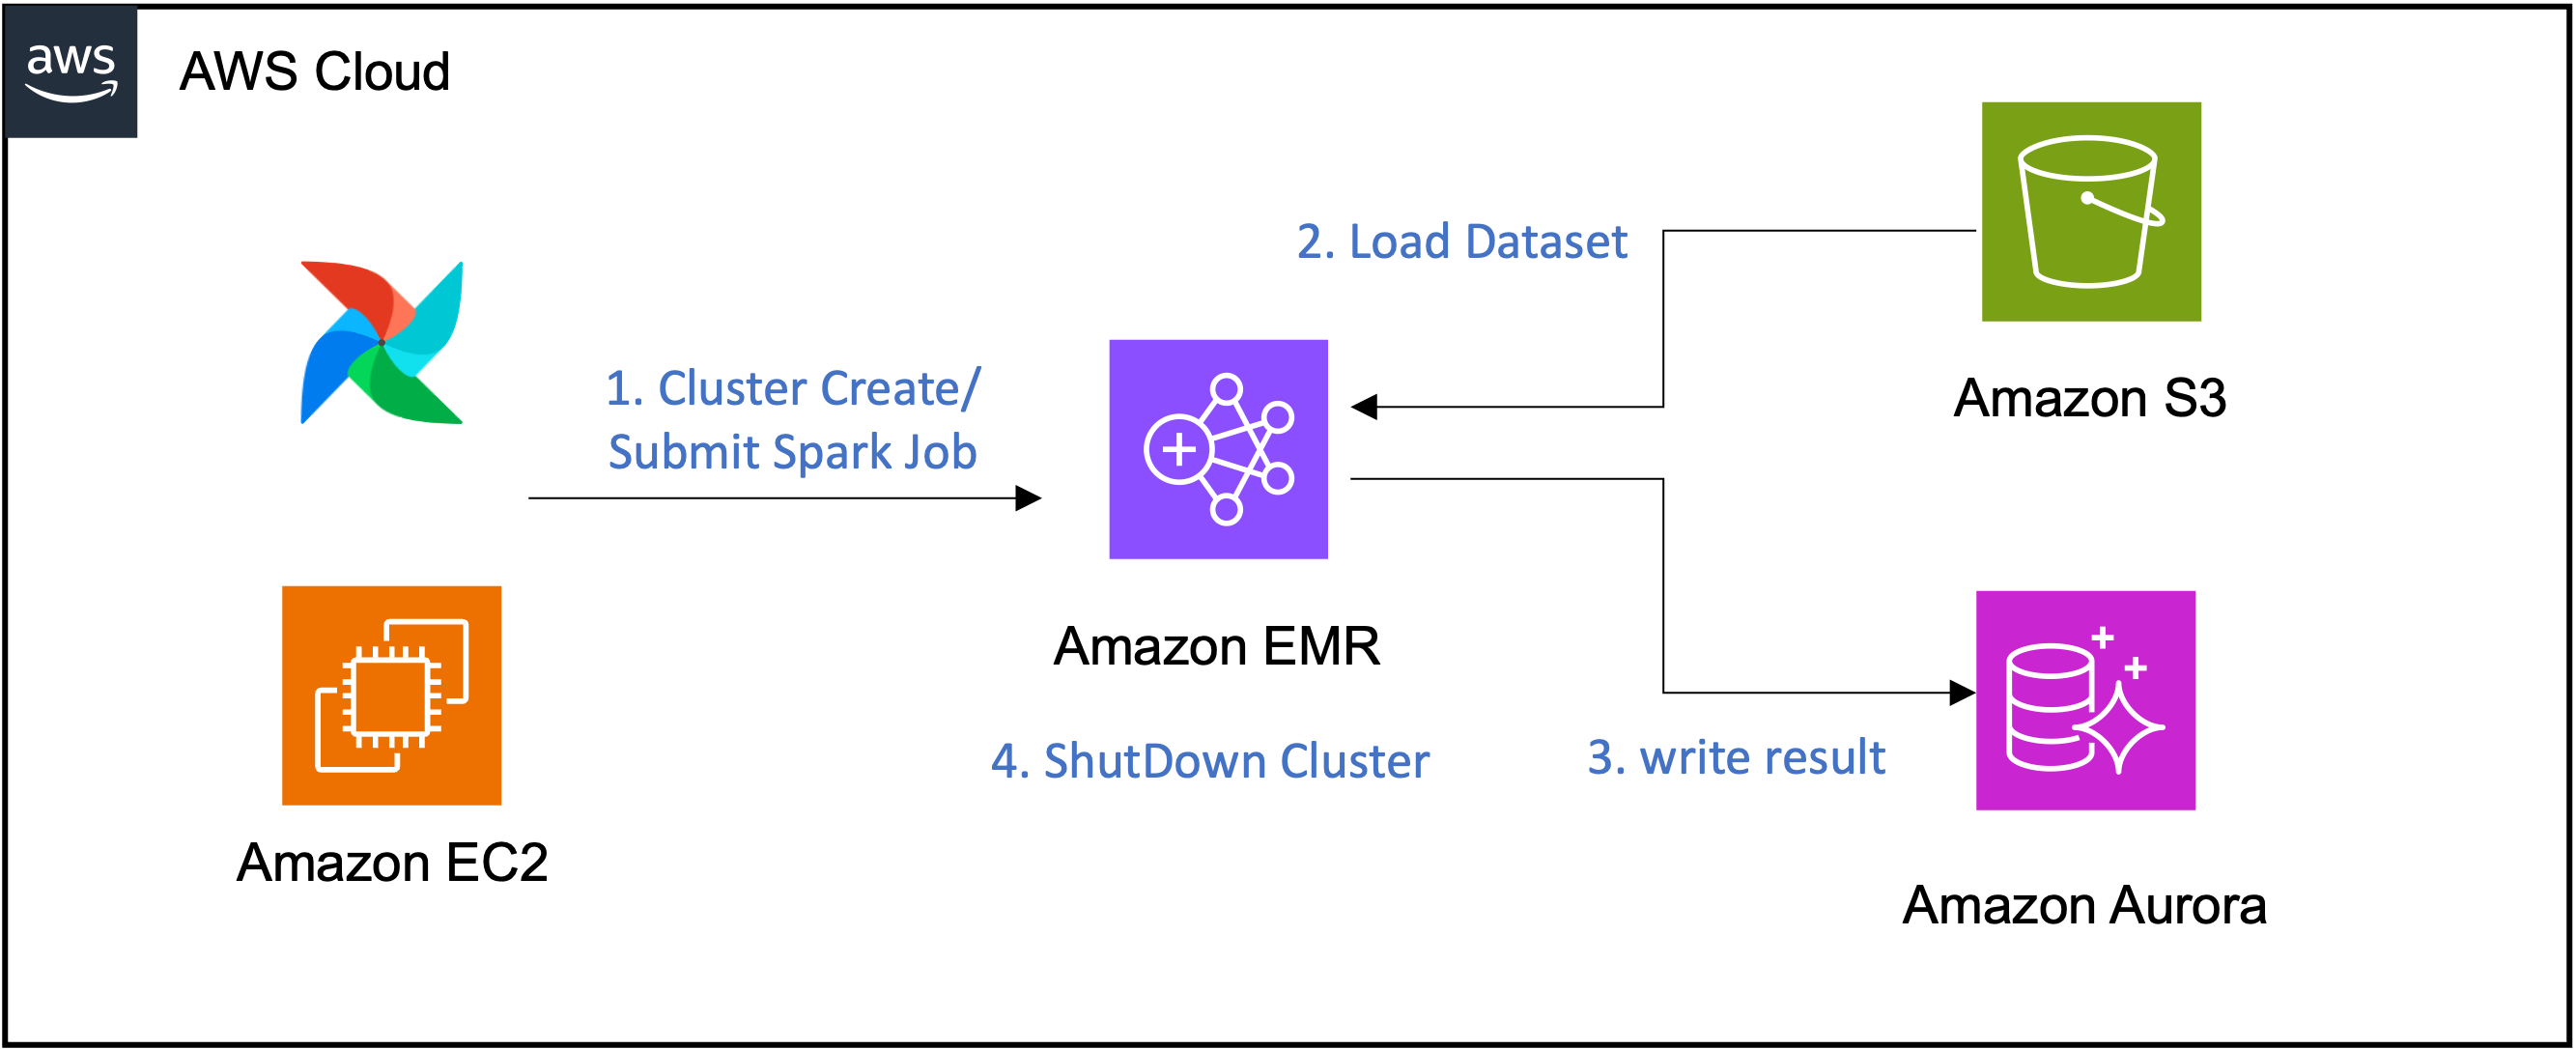 aws
AWS Cloud
2. Load Dataset
1. Cluster Create/
Submit Spark Job
Amazon S3
Amazon EMR
4. ShutDown Cluster
3. write result
Amazon EC2
Amazon Aurora